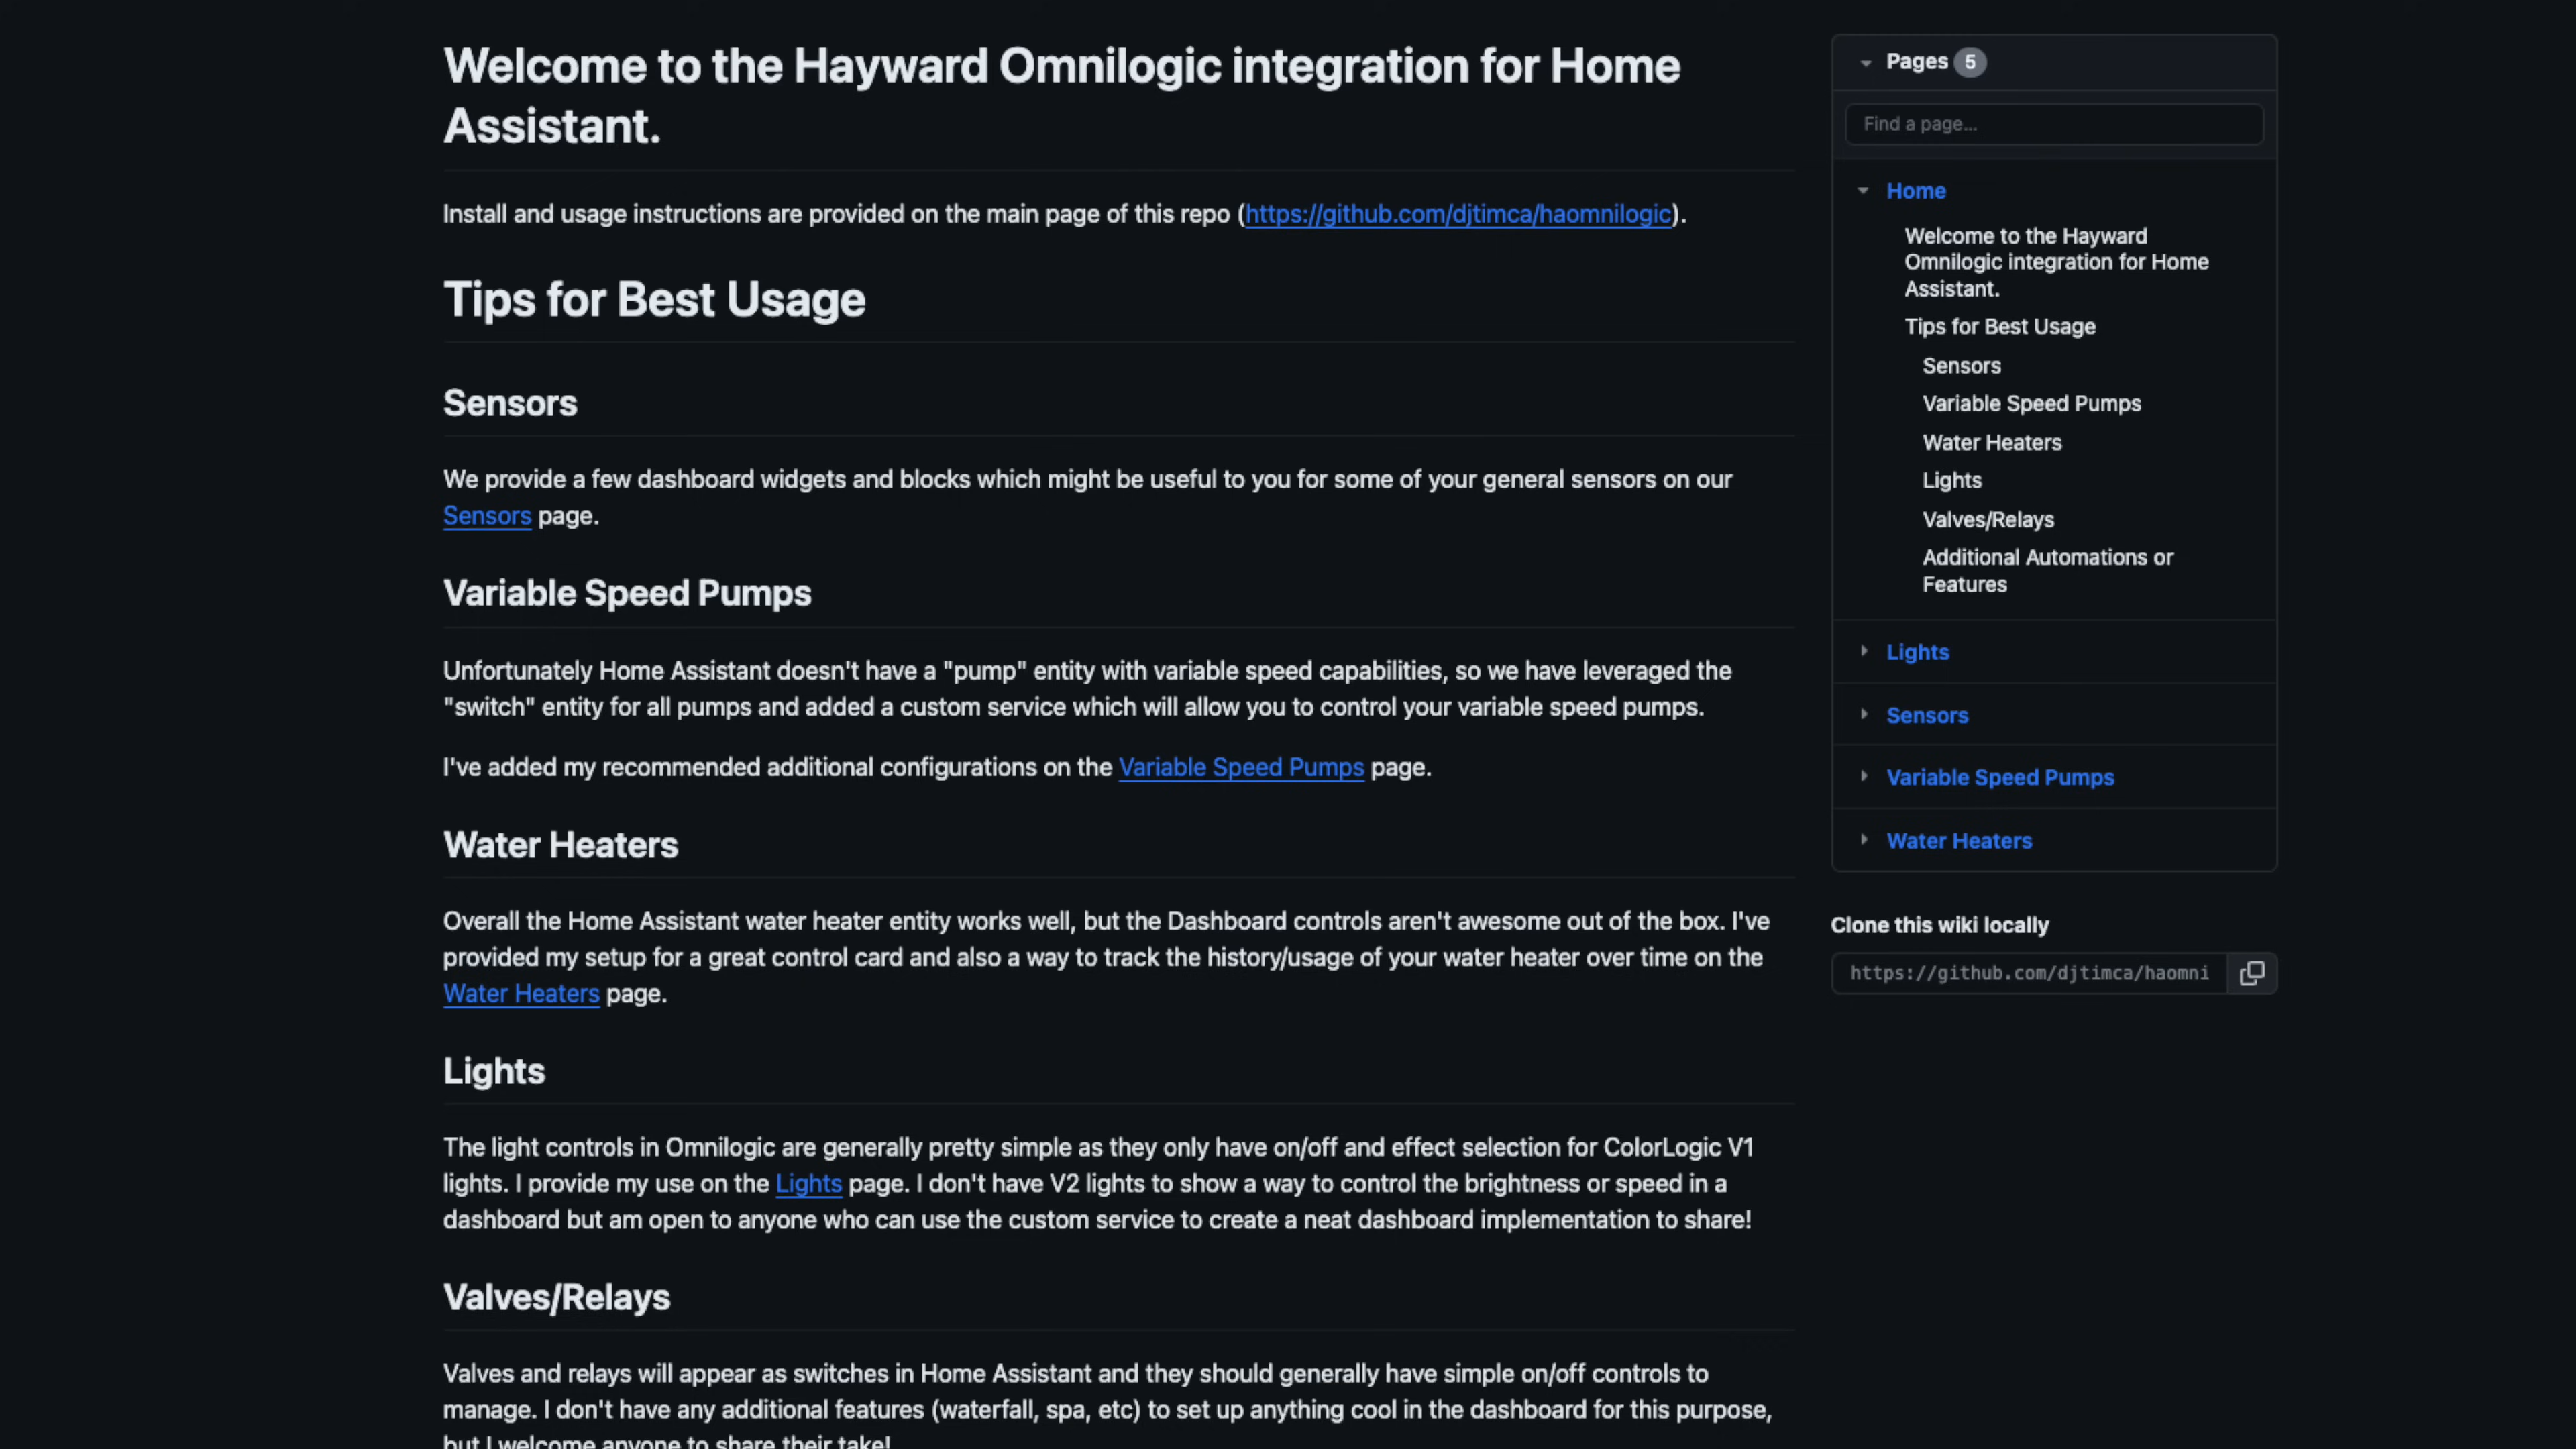 Welcome to the Hayward Omnilogic integration for Home
Assistant.
Install and usage instructions are provided on the main page of this repo (https://github.com/djtimca/haomnilogic).
Tips for Best Usage
Sensors
We provide a few dashboard widgets and blocks which might be useful to you for some of your general sensors on our
Sensors page.
Variable Speed Pumps
Unfortunately Home Assistant doesn't have a "pump" entity with variable speed capabilities, so we have leveraged the
"switch" entity for all pumps and added a custom service which will allow you to control your variable speed pumps.
I've added my recommended additional configurations on the Variable Speed Pumps page.
Water Heaters
Overall the Home Assistant water heater entity works well, but the Dashboard controls aren't awesome out of the box. I've
provided my setup for a great control card and also a way to track the history/usage of your water heater over time on the
Water Heaters page.
Lights
The light controls in Omnilogic are generally pretty simple as they only have on/off and effect selection for ColorLogic V1
lights. I provide my use on the Lights page. I don't have V2 lights to show a way to control the brightness or speed in a
dashboard but am open to anyone who can use the custom service to create a neat dashboard implementation to share!
Valves/Relays
Valves and relays will appear as switches in Home Assistant and they should generally have simple on/off controls to
manage. I don't have any additional features (waterfall, spa, etc) to set up anything cool in the dashboard for this purpose,
but I welcome anyone to share their take!
Pages 5
Find a page...
Home
Welcome to the Hayward
Omnilogic integration for Home
Assistant.
Tips for Best Usage
Sensors
Variable Speed Pumps
Water Heaters
Lights
Valves/Relays
Additional Automations or
Features
Lights
Sensors
Variable Speed Pumps
Water Heaters
Clone this wiki locally
https://github.com/djtimca/haomni